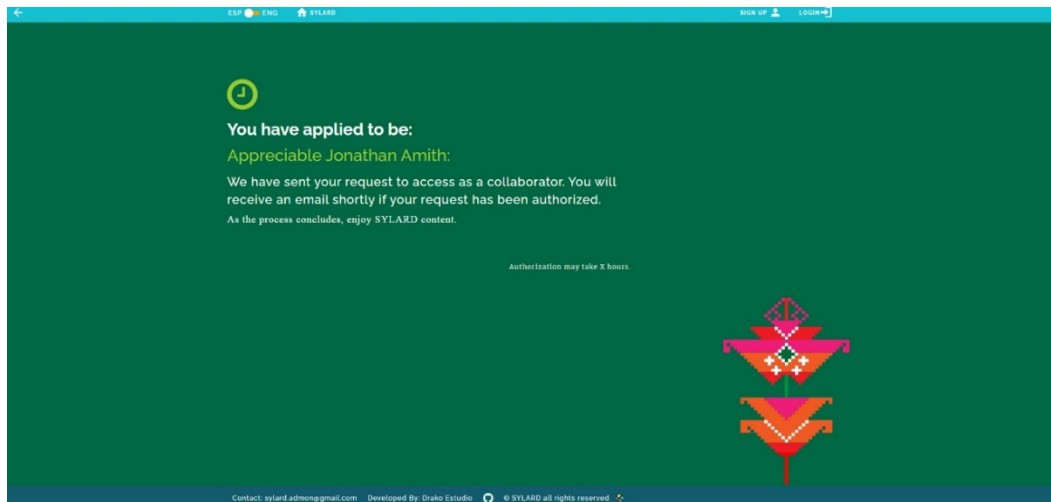 ESP ENG SYLARD SIGN UP LOGIN
You have applied to be:
Appreciable Jonathan Amith:
We have sent your request to access as a collaborator. You will
receive an email shortly if your request has been authorized.
As the process concludes, enjoy SYLARD content.
Authorization may take X hours.
Contact: sylard.admon@gmail.com Developed By: Drako Estudio © SYLARD all rights reserved